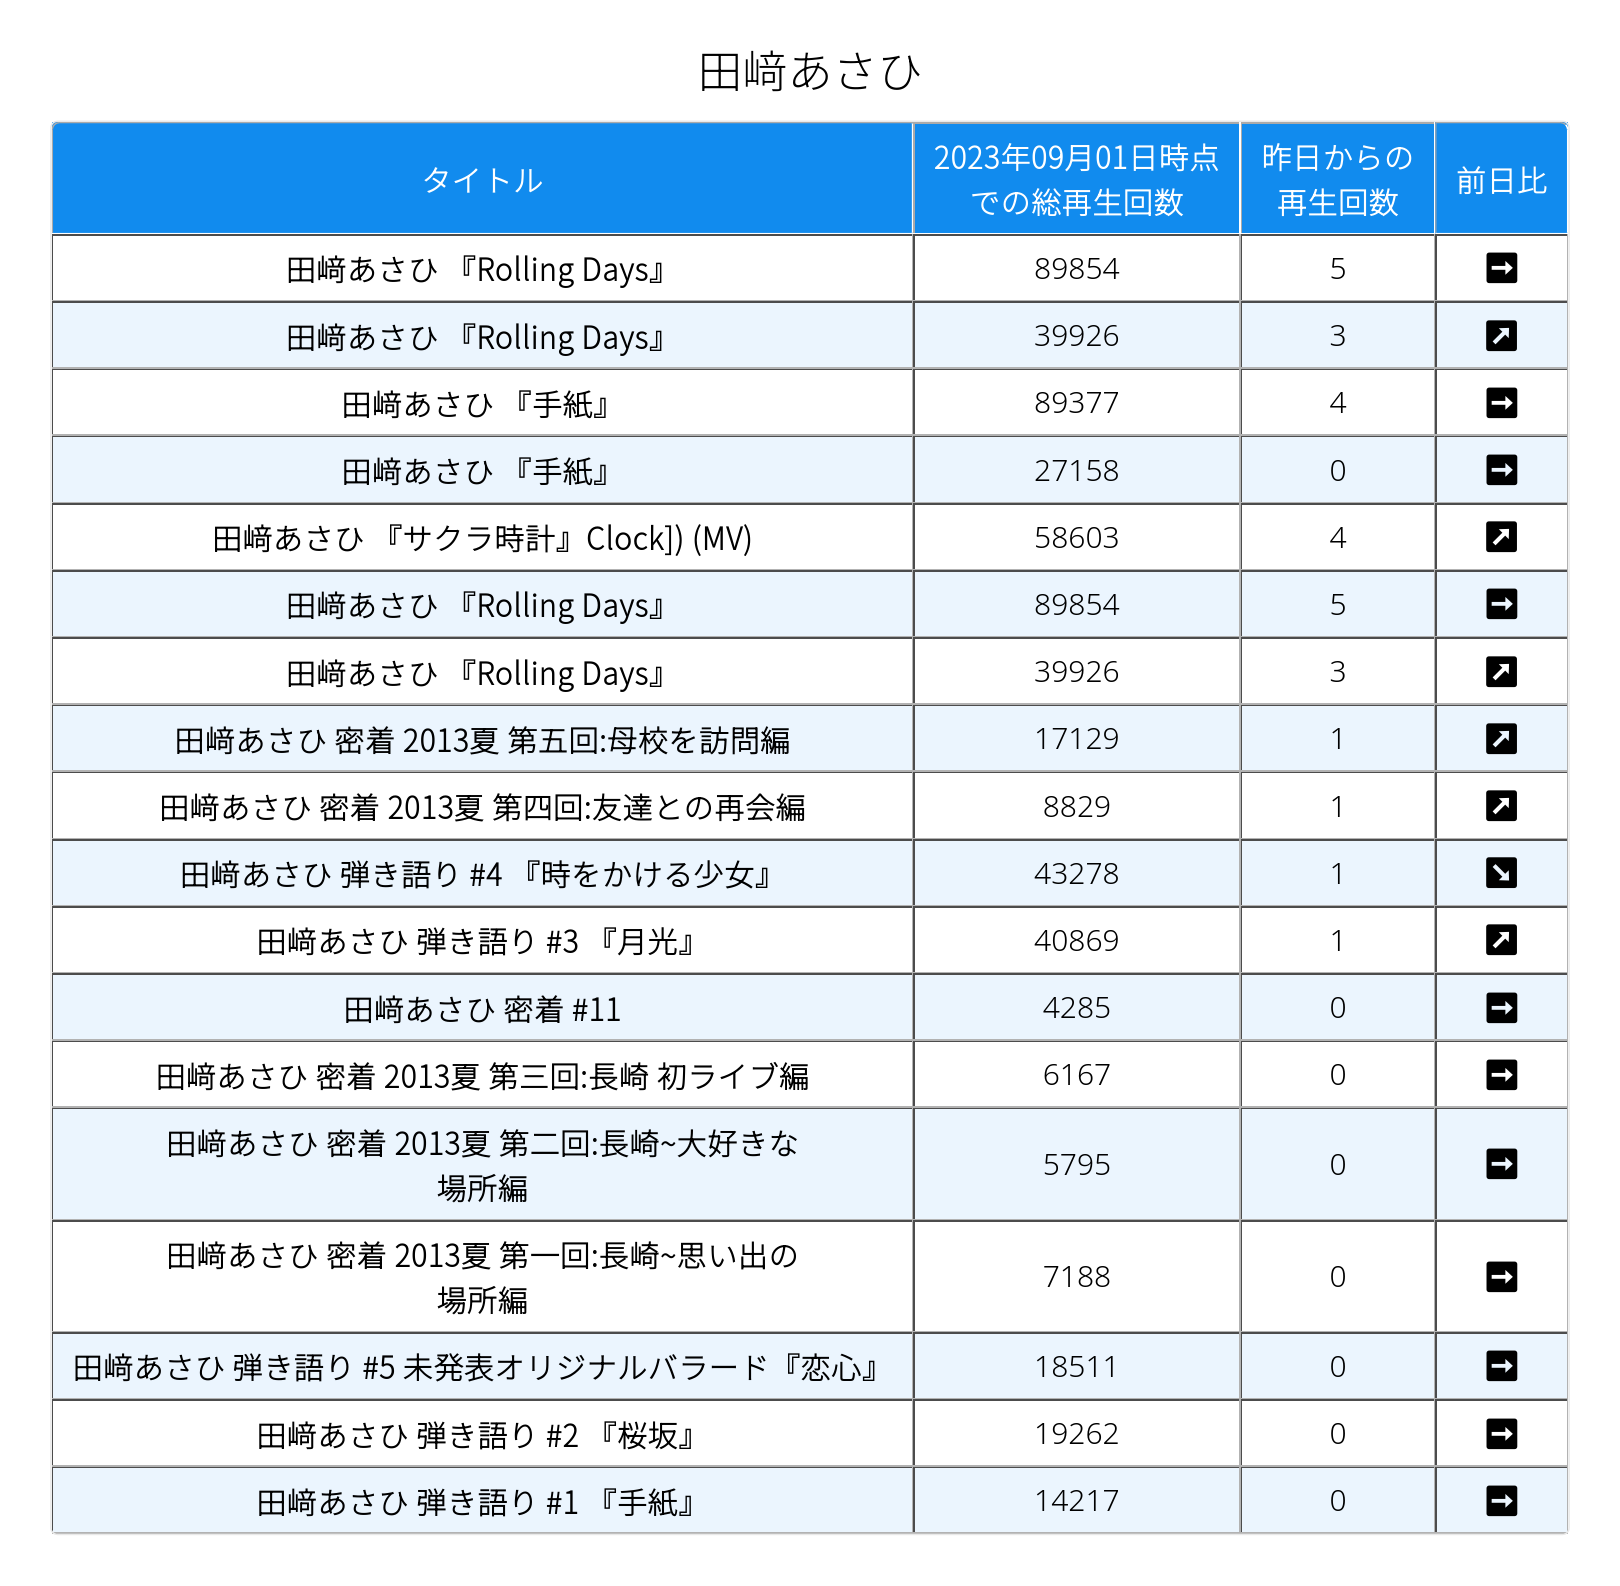 田﨑あさひ
タイトル
2023年09月01日時点
での総再生回数
昨日からの
再生回数
前日比
田﨑あさひ 『Rolling Days』 89854 5 ➡
田﨑あさひ 『Rolling Days』 39926 3 ↗
田﨑あさひ 『手紙』 89377 4 ➡
田﨑あさひ 『手紙』 27158 0 ➡
田﨑あさひ 『サクラ時計』Clock]) (MV) 58603 4 ↗
田﨑あさひ 『Rolling Days』 89854 5 ➡
田﨑あさひ 『Rolling Days』 39926 3 ↗
田﨑あさひ 密着 2013夏 第五回:母校を訪問編 17129 1 ↗
田﨑あさひ 密着 2013夏 第四回:友達との再会編 8829 1 ↗
田﨑あさひ 弾き語り #4 『時をかける少女』 43278 1 ↘
田﨑あさひ 弾き語り #3 『月光』 40869 1 ↗
田﨑あさひ 密着 #11 4285 0 ➡
田﨑あさひ 密着 2013夏 第三回:長崎 初ライブ編 6167 0 ➡
田﨑あさひ 密着 2013夏 第二回:長崎~大好きな
場所編 5795 0 ➡
田﨑あさひ 密着 2013夏 第一回:長崎~思い出の
場所編 7188 0 ➡
田﨑あさひ 弾き語り #5 未発表オリジナルバラード『恋心』 18511 0 ➡
田﨑あさひ 弾き語り #2 『桜坂』 19262 0 ➡
田﨑あさひ 弾き語り #1 『手紙』 14217 0 ➡